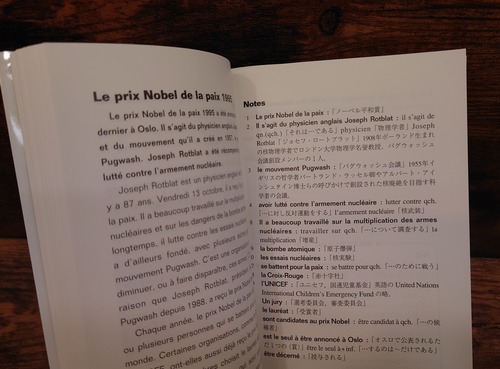 Le prix Nobel de la paix 1995
Le prix Nobel de la paix 1995 a été
dernier à Oslo. Il s'agit du physicien anglais
et du mouvement qu'il a créé en
Pugwash. Joseph Rotblat a été
lutté contre l'armement nucléaire.
Joseph Rotblat est un physicien
y a 87 ans. Vendredi 13 octobre, il a reçu
la paix. Il a beaucoup travaillé sur la
nucléaires et sur les dangers de la
longtemps, il lutte contre les essais
a d'ailleurs fondé, avec plusieurs
mouvement Pugwash. C'est une
diminuer, ou à faire disparaître, ces armes
raison que Joseph Rotblat,
Pugwash depuis 1988, a reçu le prix
Chaque année, le prix Nobel de la
ou plusieurs personnes qui se battent
monde. Certaines organisations,
ont-elles aussi déjà reçu le
Notes
1 Le Prix Nobel de la paix : 「ノーベル平和賞」
2 Il s'agit du physicien anglais Joseph Rotblat : il s'agit de
qn.(qch.)「それは…である」physicien「物理学者」Joseph
Rotblat「ジョゼフ・ロートブラット」1908年ポーランド生まれ
の核物理学者でロンドン大学物理学名誉教授。パグウォッシュ
会議創設メンバーの1人。
3 le mouvement Pugwash : 「パグウォッシュ会議」1955年イ
ギリスの哲学者バートランド・ラッセル卿やアルバート・アイ
ンシュタイン博士らの呼びかけで創設された核廃絶を目指す科学
者の会議。
4 avoir lutté contre l'armement nucléaire : lutter contre qch.
「…に対し反対運動をする」l'armement nucléaire「核武装」
Il a beaucoup travaillé sur la multiplication des armes
nucléaires : travailler sur qch.「…について調査をする」la
multiplication「増産」
la bombe atomique : 「原子爆弾」
les essais nucléaires : 「核実験」
se battent pour la paix : se battre pour qch.「…のために戦う」
la Croix-Rouge : 「赤十字社」
l'UNICEF : 「ユニセフ、国連児童基金」英語の United Nations
International Children's Emergency Fund の略。
Un jury : 「選考委員会、審査委員会」
le lauréat : 「受賞者」
sont candidates au prix Nobel : être candidat à qch.「…の候
補者」
est le seul à être annoncé à Oslo : 「オスロで公表されるた
だ1つの(賞)」être le seul à + inf.「…するのは…だけである」
être décerné : 「授与される」